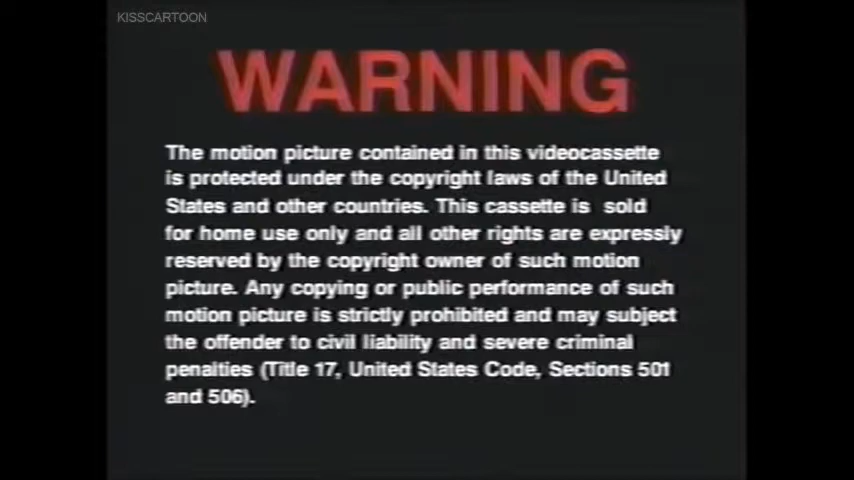 KISSCARTOON
WARNING
The motion picture contained in this videocassette
is protected under the copyright laws of the United
States and other countries. This cassette is sold
for home use only and all other rights are expressly
reserved by the copyright owner of such motion
picture. Any copying or public performance of such
motion picture is strictly prohibited and may subject
the offender to civil liability and severe criminal
penalties (Title 17, United States Code, Sections 501
and 506).